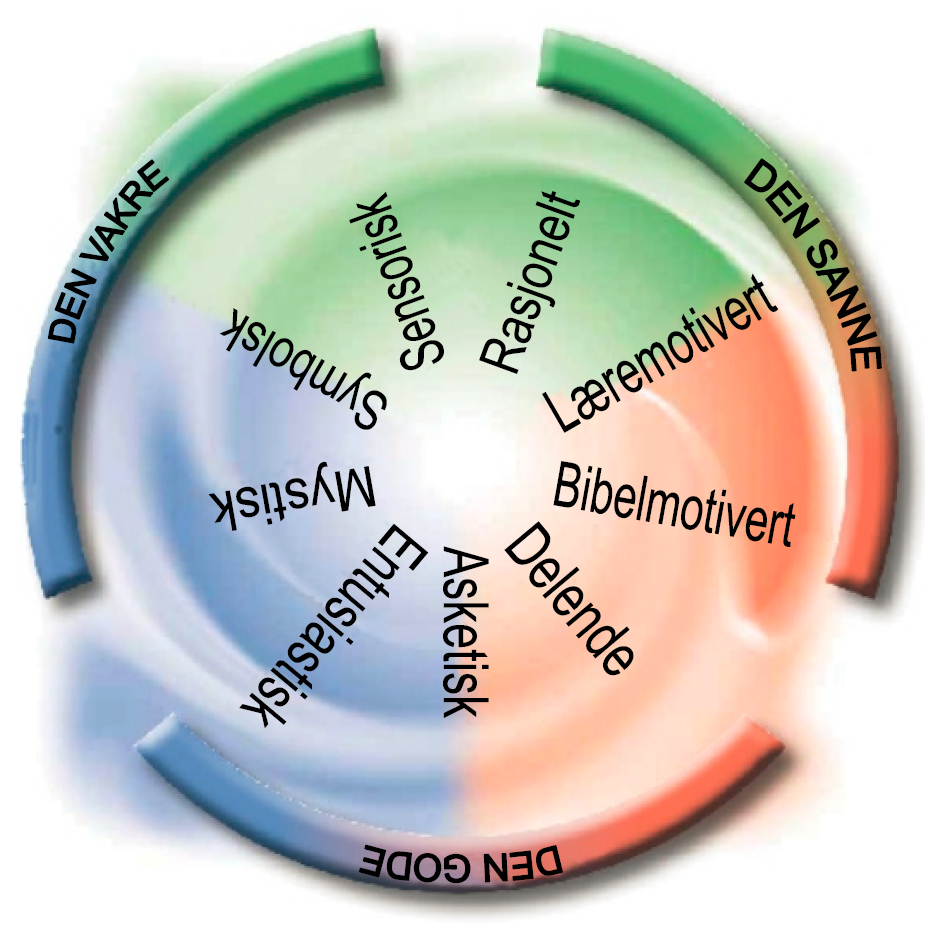 DEN VAKRE
DEN SANNE
Sensorisk
Rasjonelt
Læremotivert
Bibelmotivert
Delende
Asketisk
Entusiastisk
Mystisk
Symbolsk
DEN GODE